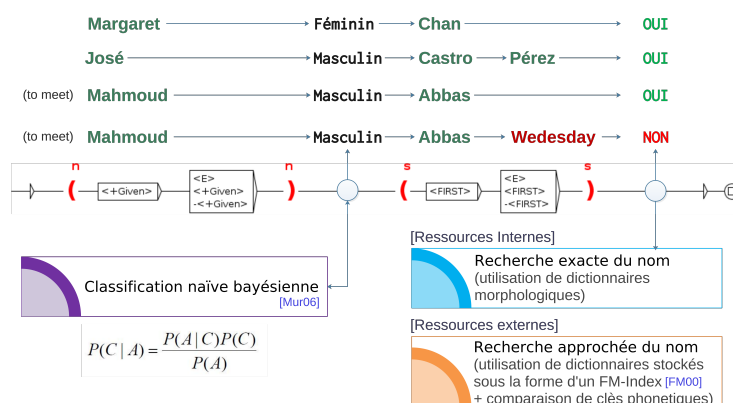 Margaret Féminin Chan OUI
José Masculin Castro Pérez OUI
(to meet) Mahmoud Masculin Abbas OUI
(to meet) Mahmoud Masculin Abbas Wedesday NON
n n s s
( <+Given> <E> ) ( <FIRST> <E> )
<+Given> <FIRST>
-<+Given> -<FIRST>
[Ressources Internes]
Classification naïve bayésienne
[Mur06]
Recherche exacte du nom
(utilisation de dictionnaires
morphologiques)
P(C | A) = P(A | C)P(C) / P(A)
[Ressources externes]
Recherche approchée du nom
(utilisation de dictionnaires stockés
sous la forme d'un FM-Index [FM00]
+ comparaison de clès phonetiques)